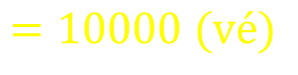 = 10000 (vé)